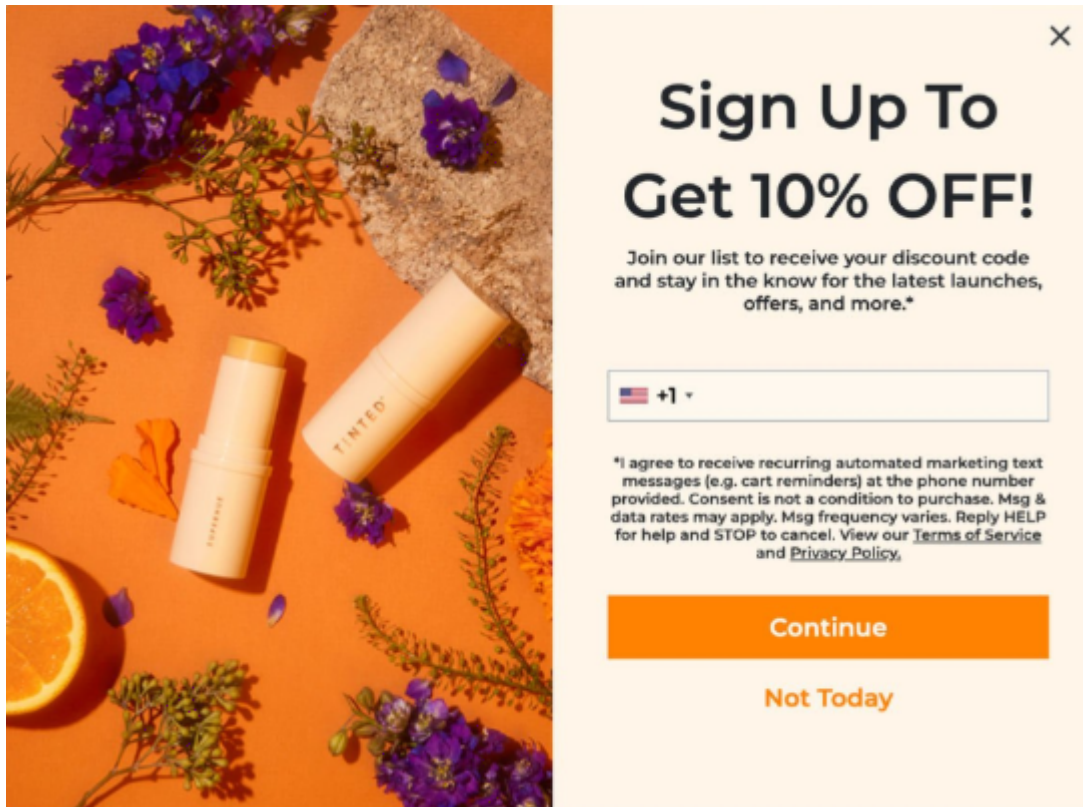 Sign Up To
Get 10% OFF!
Join our list to receive your discount code
and stay in the know for the latest launches,
offers, and more.*
+1
*I agree to receive recurring automated marketing text
messages (e.g. cart reminders) at the phone number
provided. Consent is not a condition to purchase. Msg &
data rates may apply. Msg frequency varies. Reply HELP
for help and STOP to cancel. View our Terms of Service
and Privacy Policy.
Continue
Not Today
TINTED